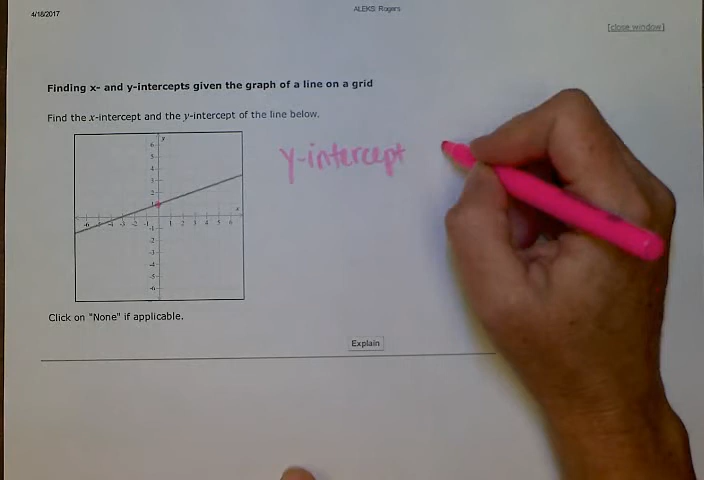 4/18/2017
ALEKS: Rogers
[close window]
Finding x- and y-intercepts given the graph of a line on a grid
Find the x-intercept and the y-intercept of the line below.
y-intercept
Click on "None" if applicable.
Explain